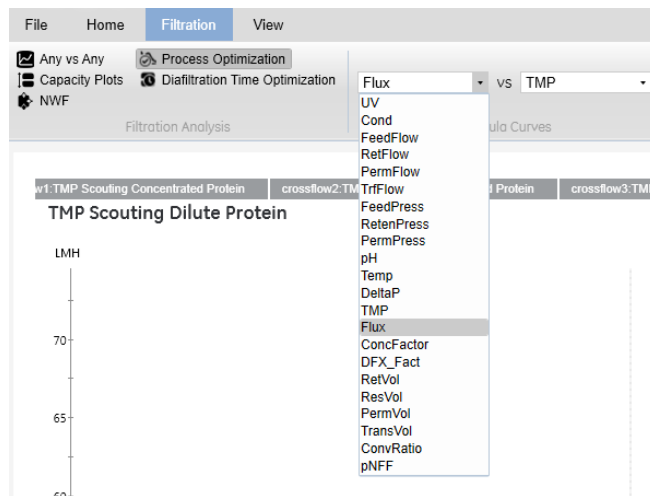 File Home Filtration View
Any vs Any Process Optimization
Capacity Plots Diafiltration Time Optimization
NWF
Filtration Analysis
Flux vs TMP
ula Curves
UV
Cond
FeedFlow
RetFlow
PermFlow
TrfFlow
FeedPress
RetenPress
PermPress
pH
Temp
DeltaP
TMP
Flux
ConcFactor
DFX_Fact
RetVol
ResVol
PermVol
TransVol
ConvRatio
pNFF
w1:TMP Scouting Concentrated Protein crossflow2:TM d Protein crossflow3:TM
TMP Scouting Dilute Protein
LMH
70
65
60